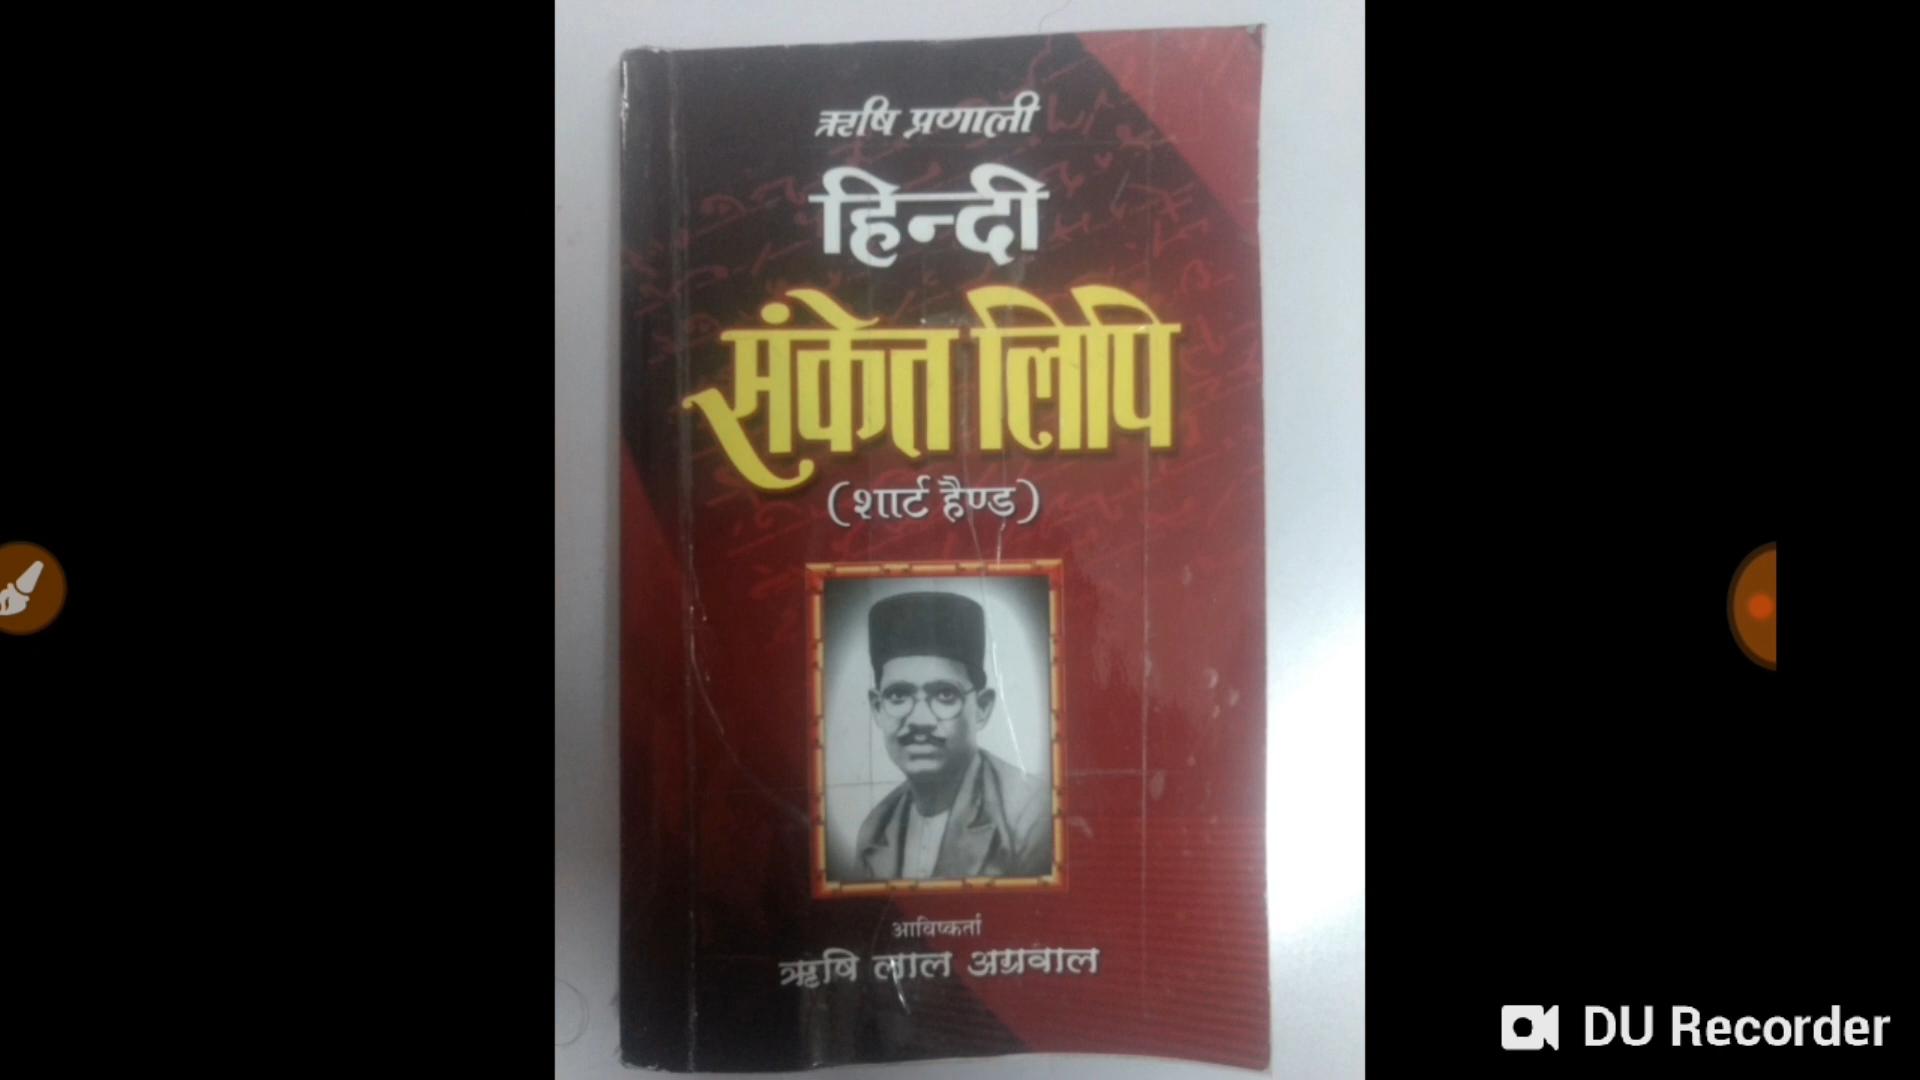 ऋषि प्रणाली
हिन्दी
संकेत लिपि
(शार्ट हैण्ड)
आविष्कर्ता
ऋषि लाल अग्रवाल
DU Recorder